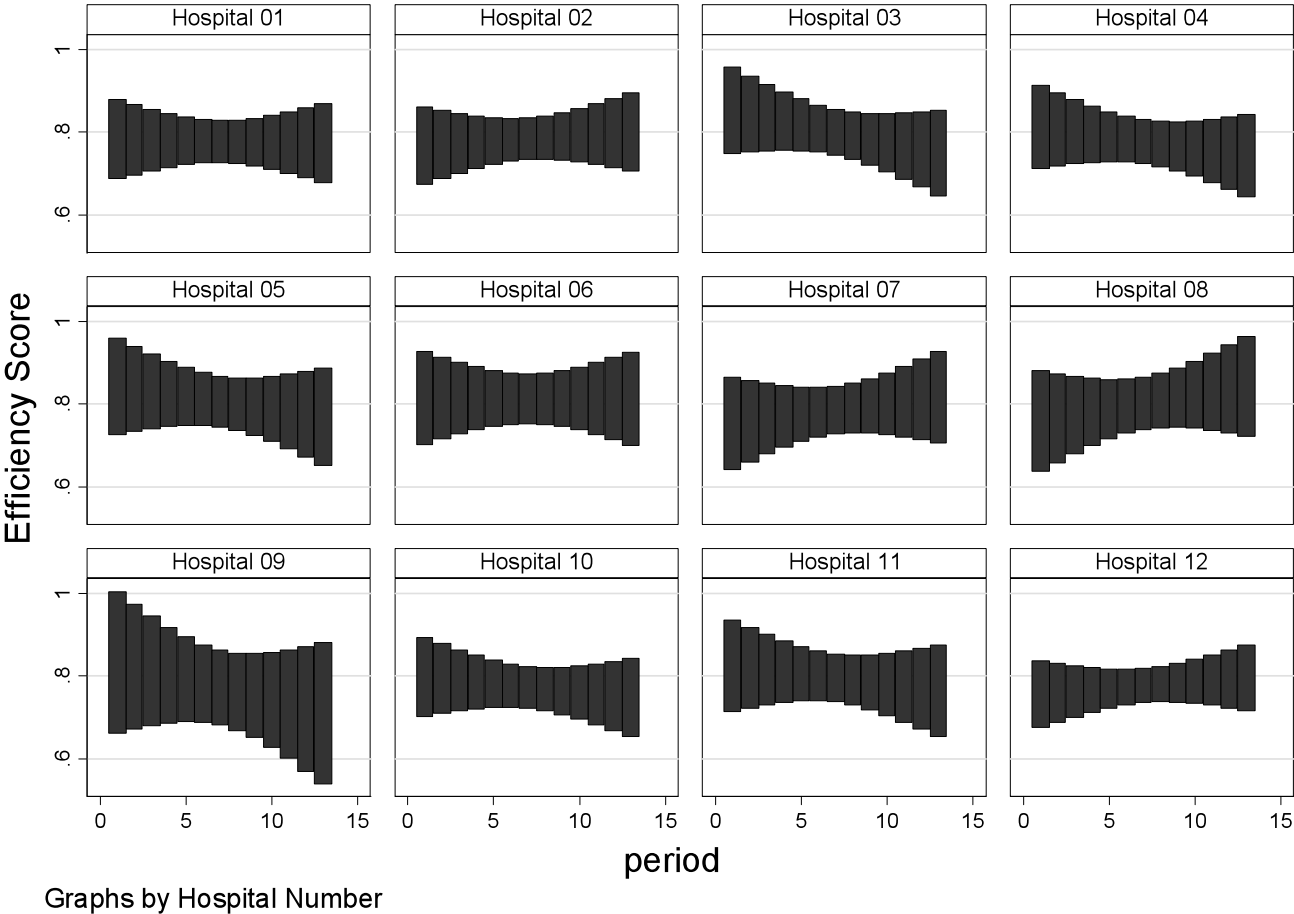 Hospital 01 Hospital 02 Hospital 03 Hospital 04
1
.8
.6
Hospital 05 Hospital 06 Hospital 07 Hospital 08
1
.8
.6
Hospital 09 Hospital 10 Hospital 11 Hospital 12
1
.8
.6
0 5 10 15 0 5 10 15 0 5 10 15 0 5 10 15
Efficiency Score
period
Graphs by Hospital Number